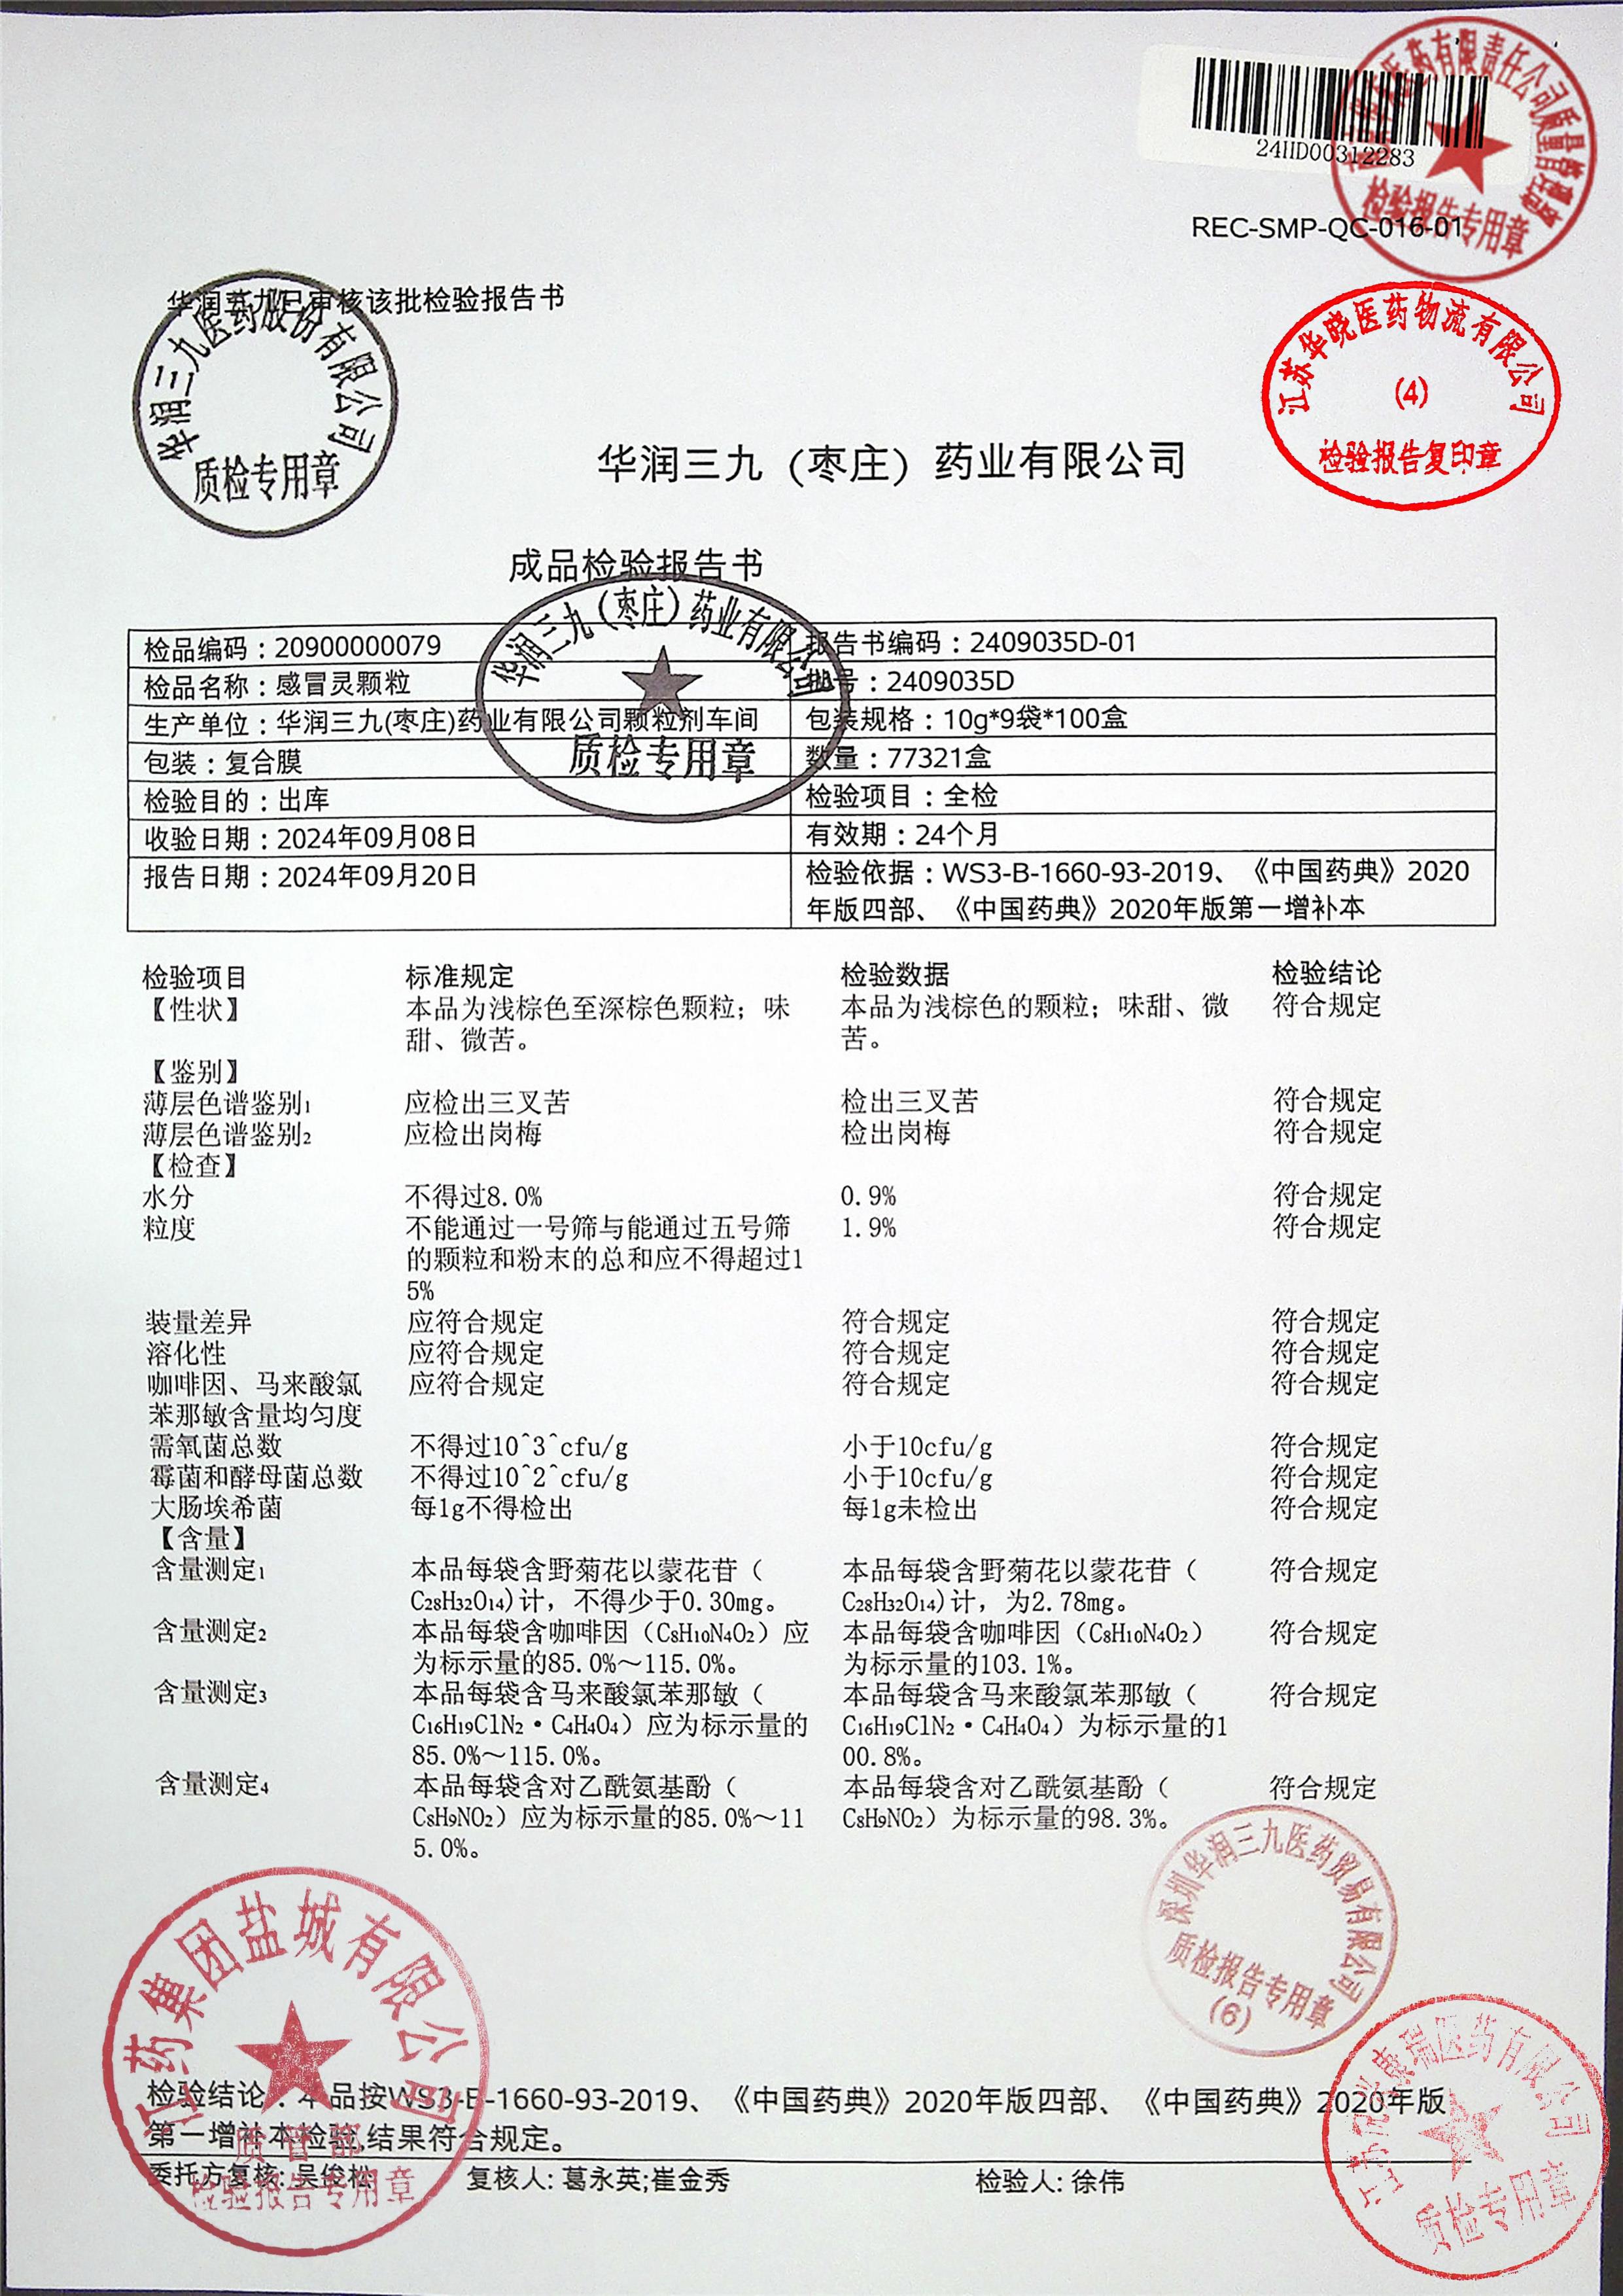 24HD00312283
REC-SMP-QC-016-01
检验报告专用章
华润三九已审核该批检验报告书
华润三九医药股份有限公司
质检专用章
江苏华晓医药物流有限公司
(4)
检验报告复印章
华润三九（枣庄）药业有限公司
成品检验报告书
华润三九（枣庄）药业有限公司
质检专用章
检品编码：20900000079 报告书编码：2409035D-01
检品名称：感冒灵颗粒 批号：2409035D
生产单位：华润三九(枣庄)药业有限公司颗粒剂车间 包装规格：10g*9袋*100盒
包装：复合膜 数量：77321盒
检验目的：出库 检验项目：全检
收验日期：2024年09月08日 有效期：24个月
报告日期：2024年09月20日 检验依据：WS3-B-1660-93-2019、《中国药典》2020
年版四部、《中国药典》2020年版第一增补本
检验项目 标准规定 检验数据 检验结论
【性状】 本品为浅棕色至深棕色颗粒；味 本品为浅棕色的颗粒；味甜、微 符合规定
甜、微苦。 苦。
【鉴别】
薄层色谱鉴别1 应检出三叉苦 检出三叉苦 符合规定
薄层色谱鉴别2 应检出岗梅 检出岗梅 符合规定
【检查】
水分 不得过8.0% 0.9% 符合规定
粒度 不能通过一号筛与能通过五号筛 1.9% 符合规定
的颗粒和粉末的总和应不得超过1
5%
装量差异 应符合规定 符合规定 符合规定
溶化性 应符合规定 符合规定 符合规定
咖啡因、马来酸氯 应符合规定 符合规定 符合规定
苯那敏含量均匀度
需氧菌总数 不得过10^3^cfu/g 小于10cfu/g 符合规定
霉菌和酵母菌总数 不得过10^2^cfu/g 小于10cfu/g 符合规定
大肠埃希菌 每1g不得检出 每1g未检出 符合规定
【含量】
含量测定1 本品每袋含野菊花以蒙花苷（ 本品每袋含野菊花以蒙花苷（ 符合规定
C28H32O14)计，不得少于0.30mg。 C28H32O14)计，为2.78mg。
含量测定2 本品每袋含咖啡因（C8H10N4O2）应 本品每袋含咖啡因（C8H10N4O2） 符合规定
为标示量的85.0%～115.0%。 为标示量的103.1%。
含量测定3 本品每袋含马来酸氯苯那敏（ 本品每袋含马来酸氯苯那敏（ 符合规定
C16H19ClN2·C4H4O4）应为标示量的 C16H19ClN2·C4H4O4）为标示量的1
85.0%～115.0%。 00.8%。
含量测定4 本品每袋含对乙酰氨基酚（ 本品每袋含对乙酰氨基酚（ 符合规定
C8H9NO2）应为标示量的85.0%～11 C8H9NO2）为标示量的98.3%。
5.0%。
深圳华润三九医药贸易有限公司
质检报告专用章
(6)
江药集团盐城有限公司
质管部
检验报告专用章
检验结论：本品按WS3-B-1660-93-2019、《中国药典》2020年版四部、《中国药典》2020年版
第一增补本检验,结果符合规定。
委托方复核: 吴俊松 复核人: 葛永英;崔金秀 检验人: 徐伟
质检专用章